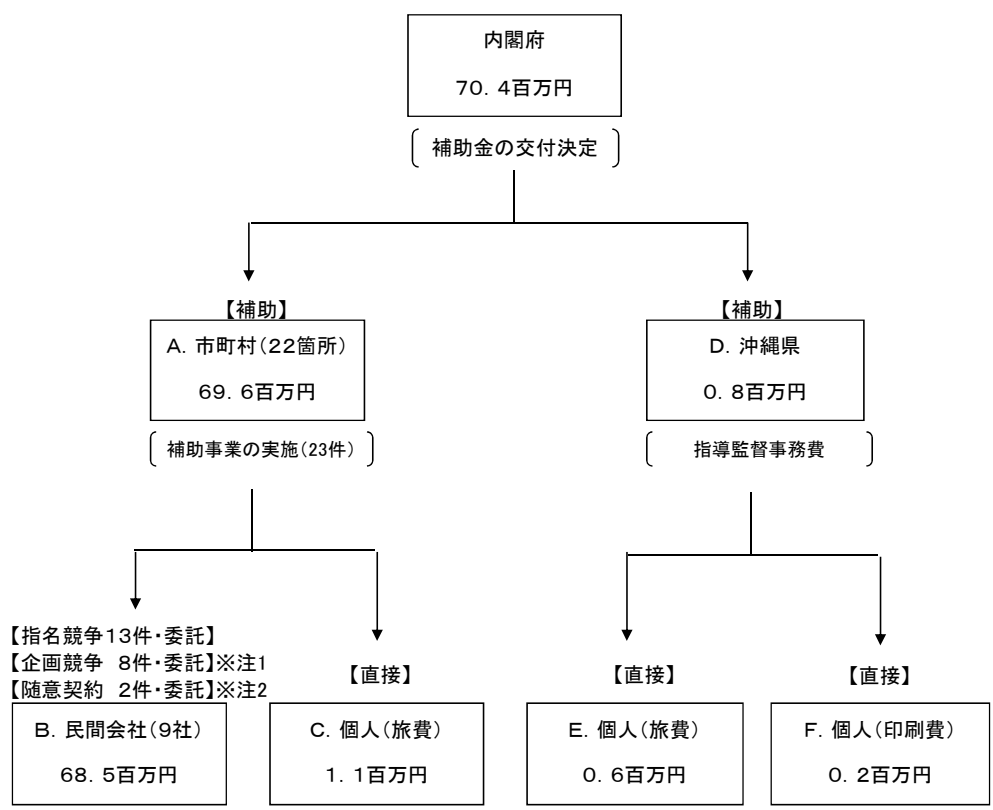 内閣府
70.4百万円
補助金の交付決定
【補助】
A.市町村(22箇所)
69.6百万円
補助事業の実施(23件)
【補助】
D.沖縄県
0.8百万円
指導監督事務費
【指名競争13件・委託】
【企画競争 8件・委託】※注1
【随意契約 2件・委託】※注2
B.民間会社(9社)
68.5百万円
【直接】
C.個人(旅費)
1.1百万円
【直接】
E.個人(旅費)
0.6百万円
【直接】
F.個人(印刷費)
0.2百万円